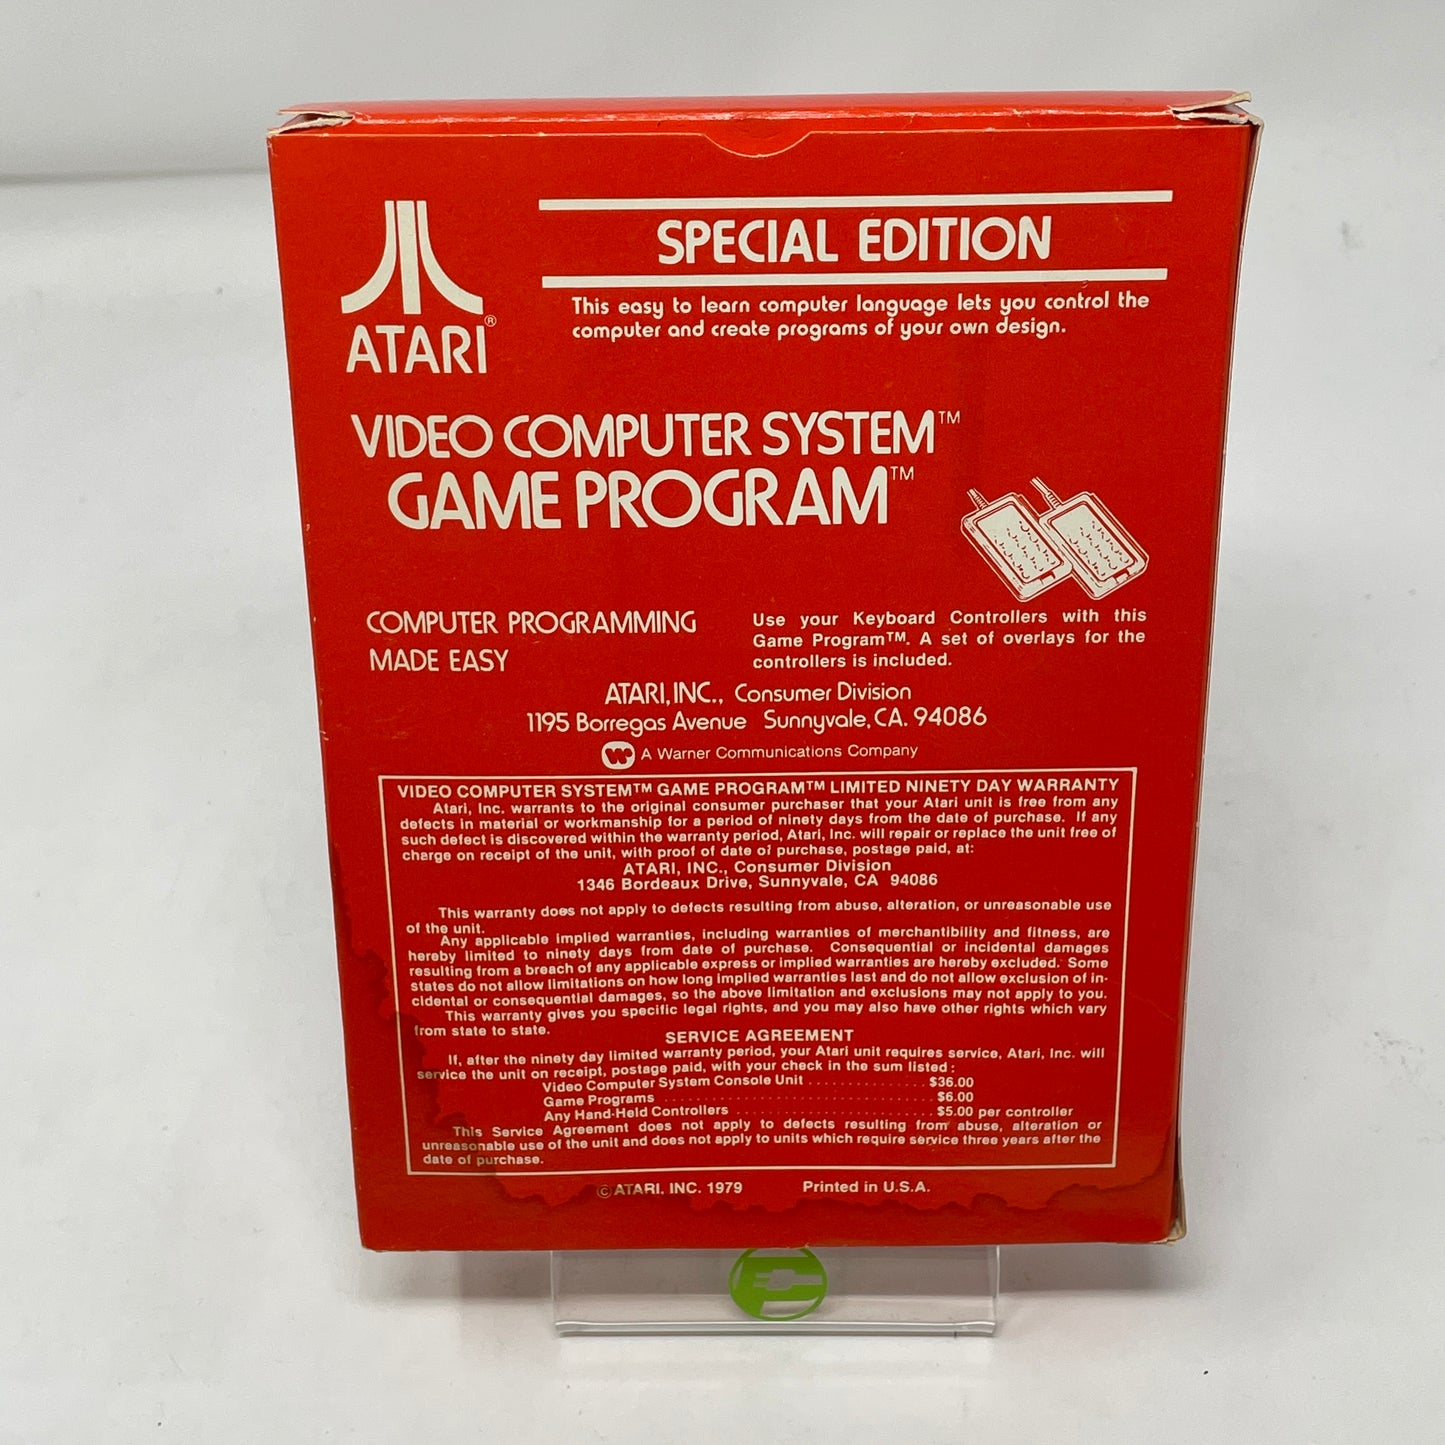 SPECIAL EDITION
This easy to learn computer language lets you control the
computer and create programs of your own design.
ATARI®
VIDEO COMPUTER SYSTEM™
GAME PROGRAM™
COMPUTER PROGRAMMING
MADE EASY
Use your Keyboard Controllers with this
Game Program™. A set of overlays for the
controllers is included.
ATARI, INC., Consumer Division
1195 Borregas Avenue Sunnyvale, CA. 94086
A Warner Communications Company
VIDEO COMPUTER SYSTEM™ GAME PROGRAM™ LIMITED NINETY DAY WARRANTY
Atari, Inc. warrants to the original consumer purchaser that your Atari unit is free from any
defects in material or workmanship for a period of ninety days from the date of purchase. If any
such defect is discovered within the warranty period, Atari, Inc. will repair or replace the unit free of
charge on receipt of the unit, with proof of date of purchase, postage paid, at:
ATARI, INC., Consumer Division
1346 Bordeaux Drive, Sunnyvale, CA 94086
This warranty does not apply to defects resulting from abuse, alteration, or unreasonable use
of the unit.
Any applicable implied warranties, including warranties of merchantibility and fitness, are
hereby limited to ninety days from date of purchase. Consequential or incidental damages
resulting from a breach of any applicable express or implied warranties are hereby excluded. Some
states do not allow limitations on how long implied warranties last and do not allow exclusion of in-
cidental or consequential damages, so the above limitation and exclusions may not apply to you.
This warranty gives you specific legal rights, and you may also have other rights which vary
from state to state.
SERVICE AGREEMENT
If, after the ninety day limited warranty period, your Atari unit requires service, Atari, Inc. will
service the unit on receipt, postage paid, with your check in the sum listed:
Video Computer System Console Unit . . . . . . . . . . . . . . . $36.00
Game Programs . . . . . . . . . . . . . . . . . . . . . . . . . . . . . . . . . . $6.00
Any Hand-Held Controllers . . . . . . . . . . . . . . . . . . . . . . . . . $5.00 per controller
This Service Agreement does not apply to defects resulting from abuse, alteration or
unreasonable use of the unit and does not apply to units which require service three years after the
date of purchase.
© ATARI, INC. 1979 Printed in U.S.A.